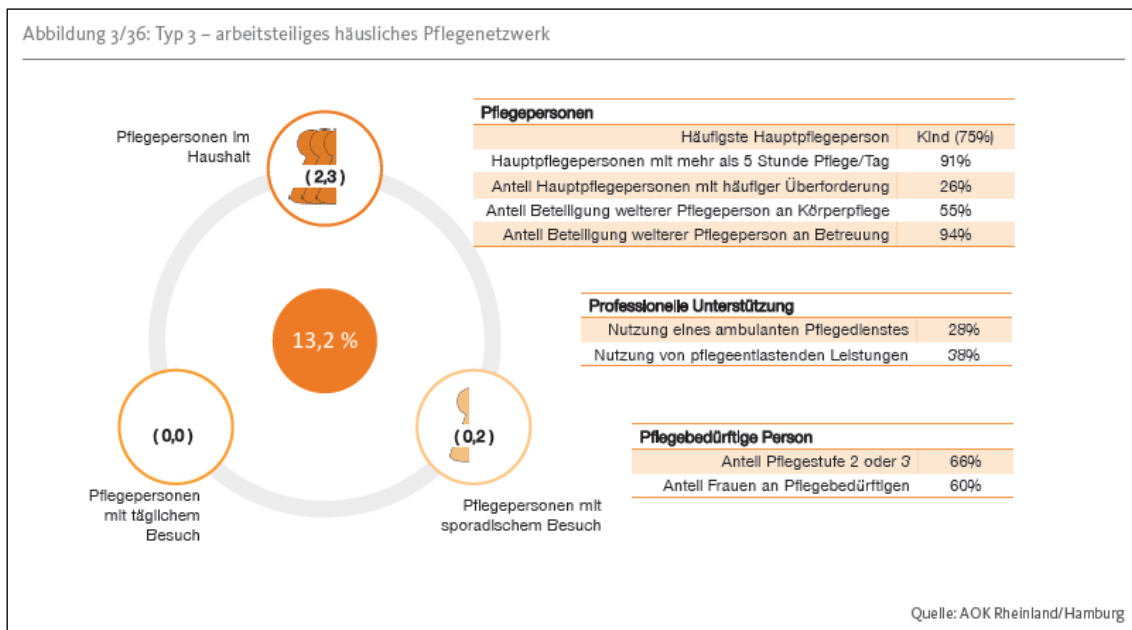 Abbildung 3/36: Typ 3 – arbeitsteiliges häusliches Pflegenetzwerk
Pflegepersonen im
Haushalt
( 2,3 )
13,2 %
( 0,0 )
Pflegepersonen
mit täglichem
Besuch
( 0,2 )
Pflegepersonen mit
sporadischem Besuch
Pflegepersonen
Häufigste Hauptpflegeperson Kind (75%)
Hauptpflegepersonen mit mehr als 5 Stunde Pflege/Tag 91%
Anteil Hauptpflegepersonen mit häufiger Überforderung 26%
Anteil Beteiligung weiterer Pflegeperson an Körperpflege 55%
Anteil Beteiligung weiterer Pflegeperson an Betreuung 94%
Professionelle Unterstützung
Nutzung eines ambulanten Pflegedienstes 28%
Nutzung von pflegeentlastenden Leistungen 38%
Pflegebedürftige Person
Anteil Pflegestufe 2 oder 3 66%
Anteil Frauen an Pflegebedürftigen 60%
Quelle: AOK Rheinland/Hamburg